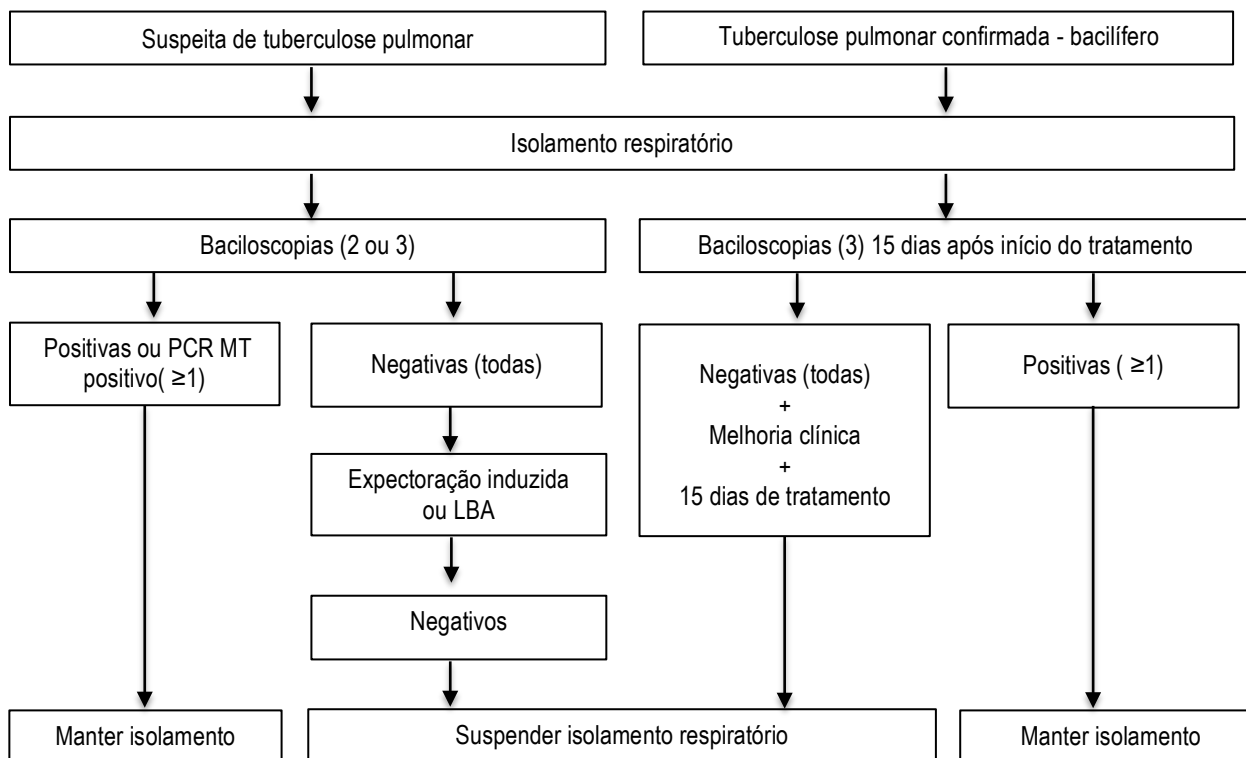 Suspeita de tuberculose pulmonar
Tuberculose pulmonar confirmada - bacilífero
Isolamento respiratório
Baciloscopias (2 ou 3)
Baciloscopias (3) 15 dias após início do tratamento
Positivas ou PCR MT
positivo( ≥1)
Negativas (todas)
Negativas (todas)
+
Melhoria clínica
+
15 dias de tratamento
Positivas ( ≥1)
Expectoração induzida
ou LBA
Negativos
Manter isolamento
Suspender isolamento respiratório
Manter isolamento